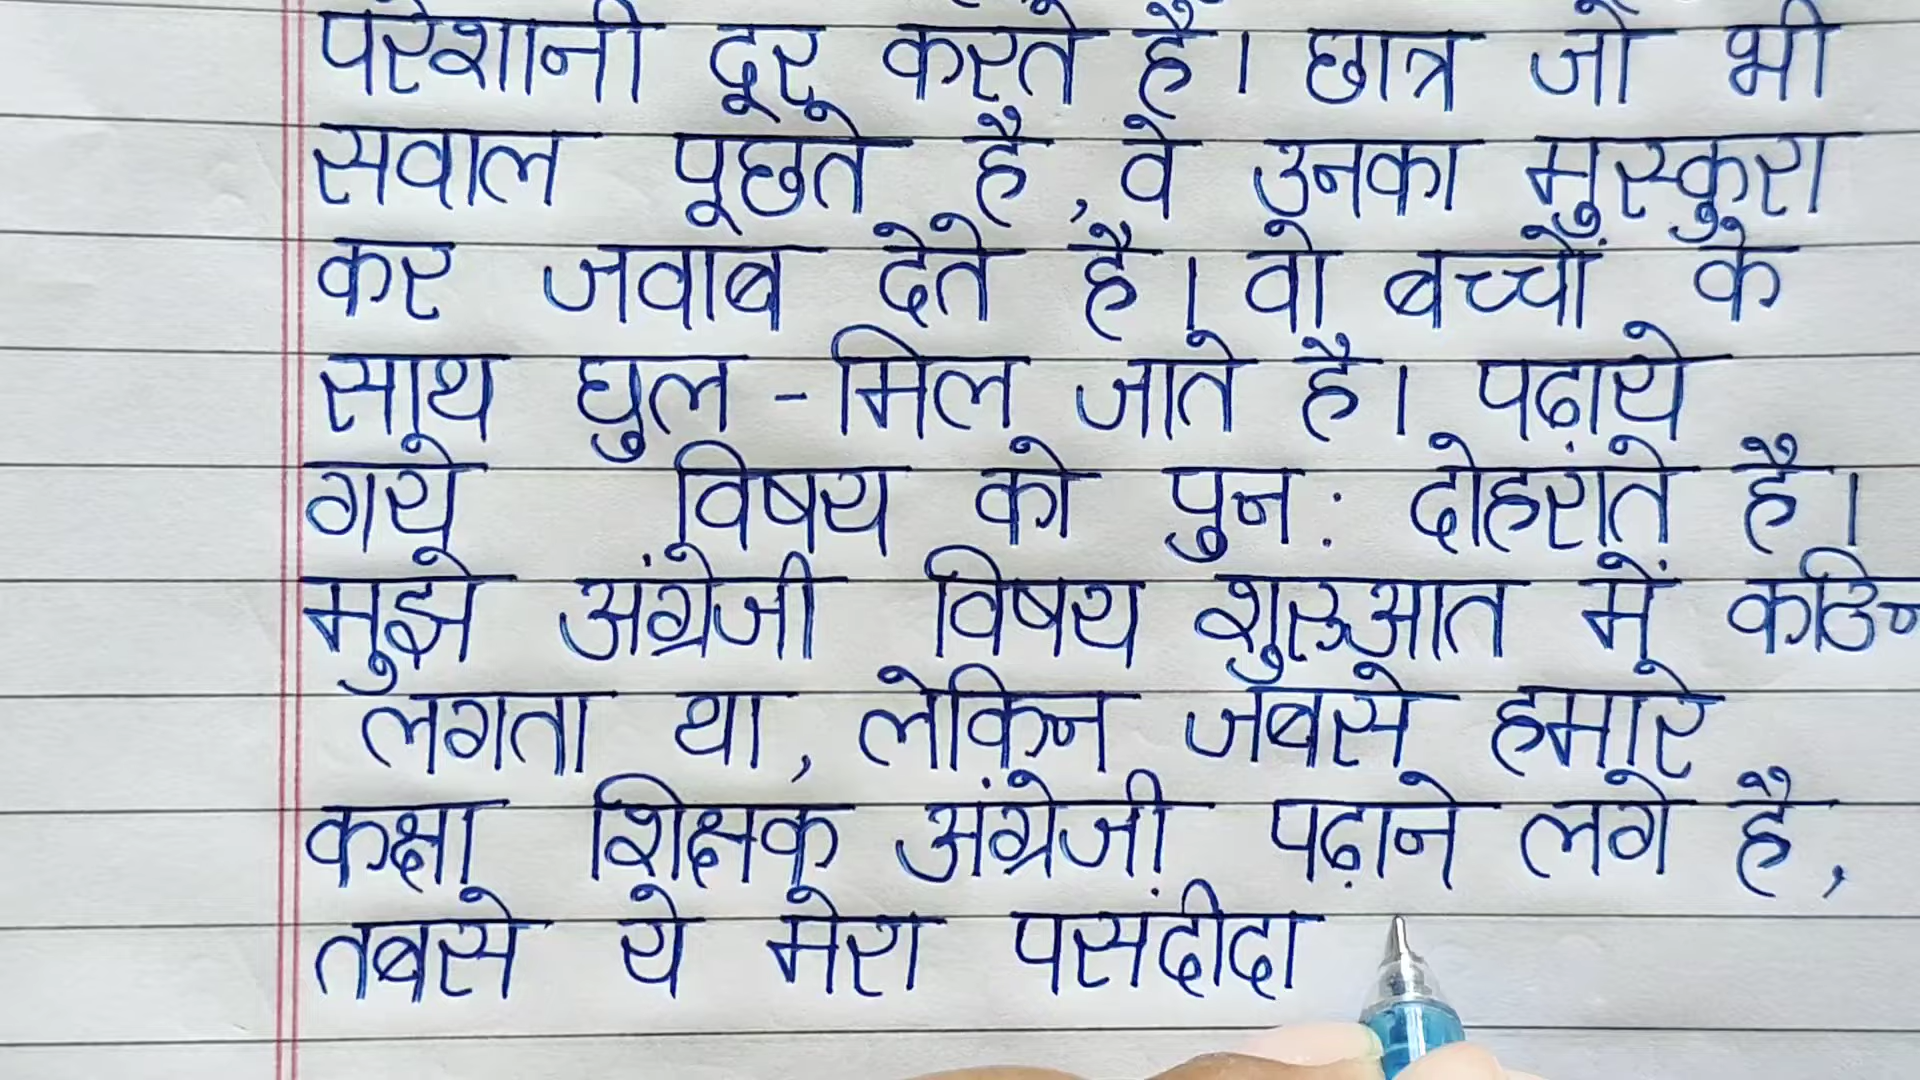 परेशानी दूर करते हैं। छात्र जो भी
सवाल पूछते है, वे उनका मुस्कुरा
कर जवाब देते है। वो बच्चों के
साथ घुल - मिल जाते है। पढ़ाये
गये विषय को पुन: दोहराते है।
मुझे अंग्रेजी विषय शुरूआत में कठिन
लगता था, लेकिन जबसे हमारे
कक्षा शिक्षक अंग्रेजी पढ़ाने लगे है,
तबसे ये मेरा पसंदीदा